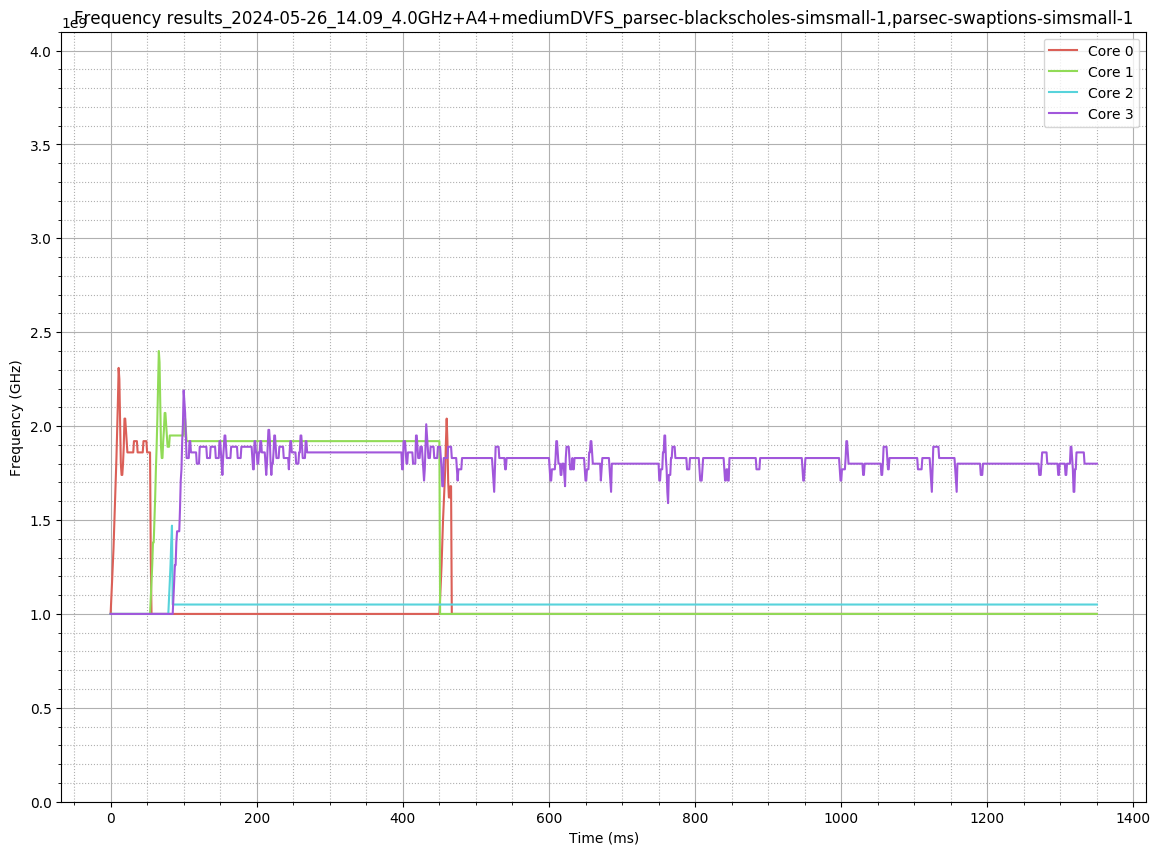 Frequency results_2024-05-26_14.09_4.0GHz+A4+mediumDVFS_parsec-blackscholes-simsmall-1,parsec-swaptions-simsmall-1
1e9
Core 0
Core 1
Core 2
Core 3
4.0
3.5
3.0
2.5
2.0
1.5
1.0
0.5
0.0
Frequency (GHz)
0 200 400 600 800 1000 1200 1400
Time (ms)